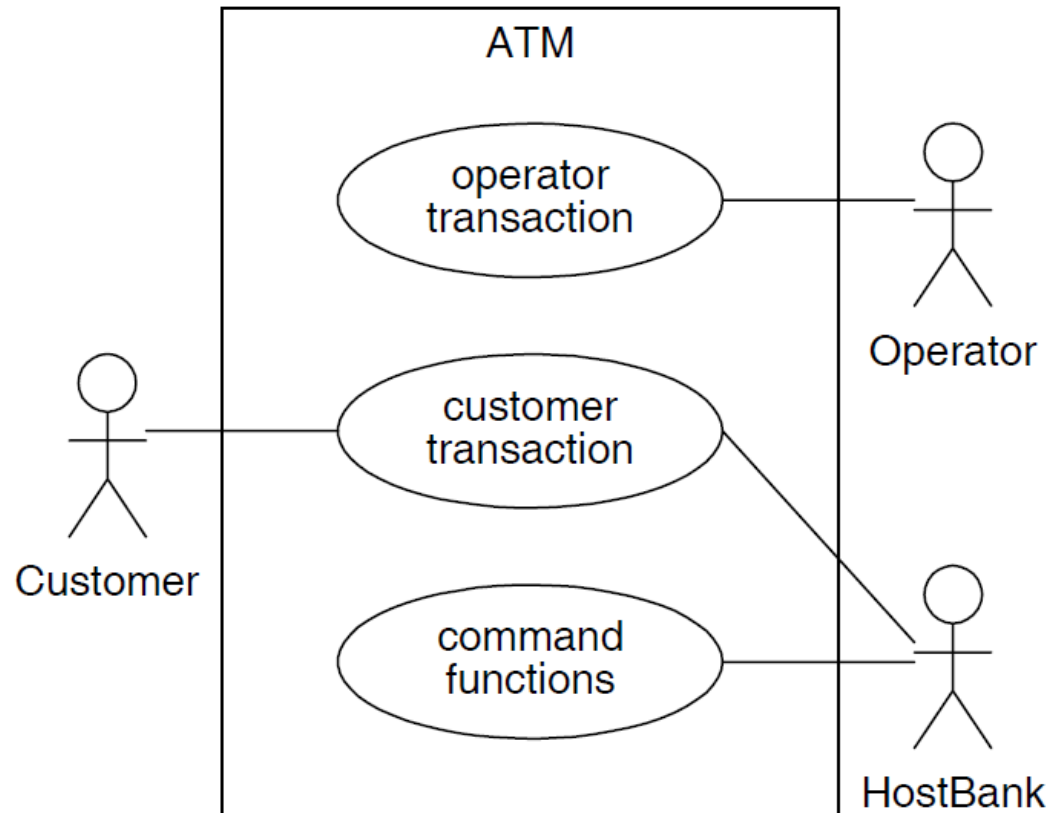 ATM
operator
transaction
Operator
customer
transaction
Customer
command
functions
HostBank